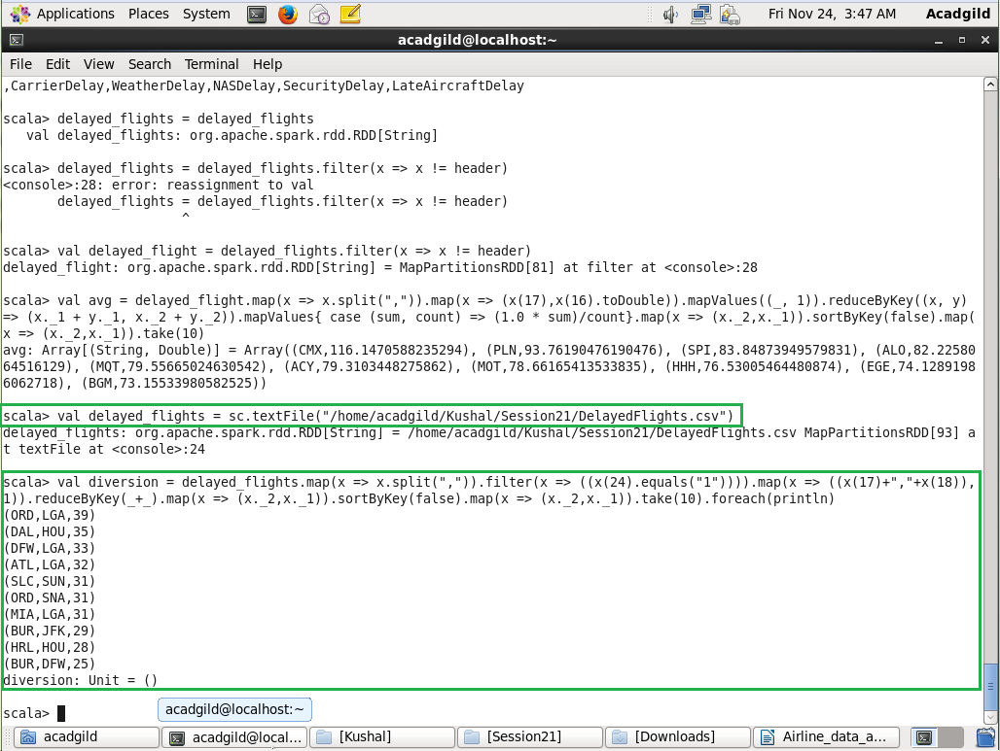 Applications Places System Fri Nov 24, 3:47 AM Acadgild
acadgild@localhost:~
File Edit View Search Terminal Help
,CarrierDelay,WeatherDelay,NASDelay,SecurityDelay,LateAircraftDelay
scala> delayed_flights = delayed_flights
val delayed_flights: org.apache.spark.rdd.RDD[String]
scala> delayed_flights = delayed_flights.filter(x => x != header)
<console>:28: error: reassignment to val
delayed_flights = delayed_flights.filter(x => x != header)
^
scala> val delayed_flight = delayed_flights.filter(x => x != header)
delayed_flight: org.apache.spark.rdd.RDD[String] = MapPartitionsRDD[81] at filter at <console>:28
scala> val avg = delayed_flight.map(x => x.split(",")).map(x => (x(17),x(16).toDouble)).mapValues((_, 1)).reduceByKey((x, y)
=> (x._1 + y._1, x._2 + y._2)).mapValues{ case (sum, count) => (1.0 * sum)/count}.map(x => (x._2,x._1)).sortByKey(false).map(
x => (x._2,x._1)).take(10)
avg: Array[(String, Double)] = Array((CMX,116.1470588235294), (PLN,93.76190476190476), (SPI,83.84873949579831), (ALO,82.22580
64516129), (MQT,79.55665024630542), (ACY,79.3103448275862), (MOT,78.66165413533835), (HHH,76.53005464480874), (EGE,74.1289198
6062718), (BGM,73.15533980582525))
scala> val delayed_flights = sc.textFile("/home/acadgild/Kushal/Session21/DelayedFlights.csv")
delayed_flights: org.apache.spark.rdd.RDD[String] = /home/acadgild/Kushal/Session21/DelayedFlights.csv MapPartitionsRDD[93] a
t textFile at <console>:24
scala> val diversion = delayed_flights.map(x => x.split(",")).filter(x => ((x(24).equals("1")))).map(x => ((x(17)+","+x(18)),
1)).reduceByKey(_+_).map(x => (x._2,x._1)).sortByKey(false).map(x => (x._2,x._1)).take(10).foreach(println)
(ORD,LGA,39)
(DAL,HOU,35)
(DFW,LGA,33)
(ATL,LGA,32)
(SLC,SUN,31)
(ORD,SNA,31)
(MIA,LGA,31)
(BUR,JFK,29)
(HRL,HOU,28)
(BUR,DFW,25)
diversion: Unit = ()
scala>
acadgild@localhost:~
acadgild acadgild@local... [Kushal] [Session21] [Downloads] Airline_data_a...